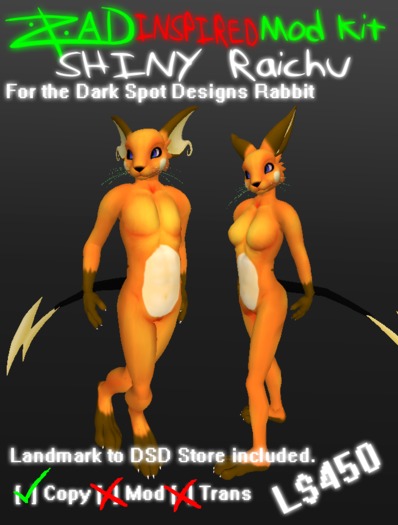 ZRAD INSPIRED Mod Kit
SHINY Raichu
For the Dark Spot Designs Rabbit
Landmark to DSD Store included.
[✓] Copy [X] Mod [X] Trans
L$450